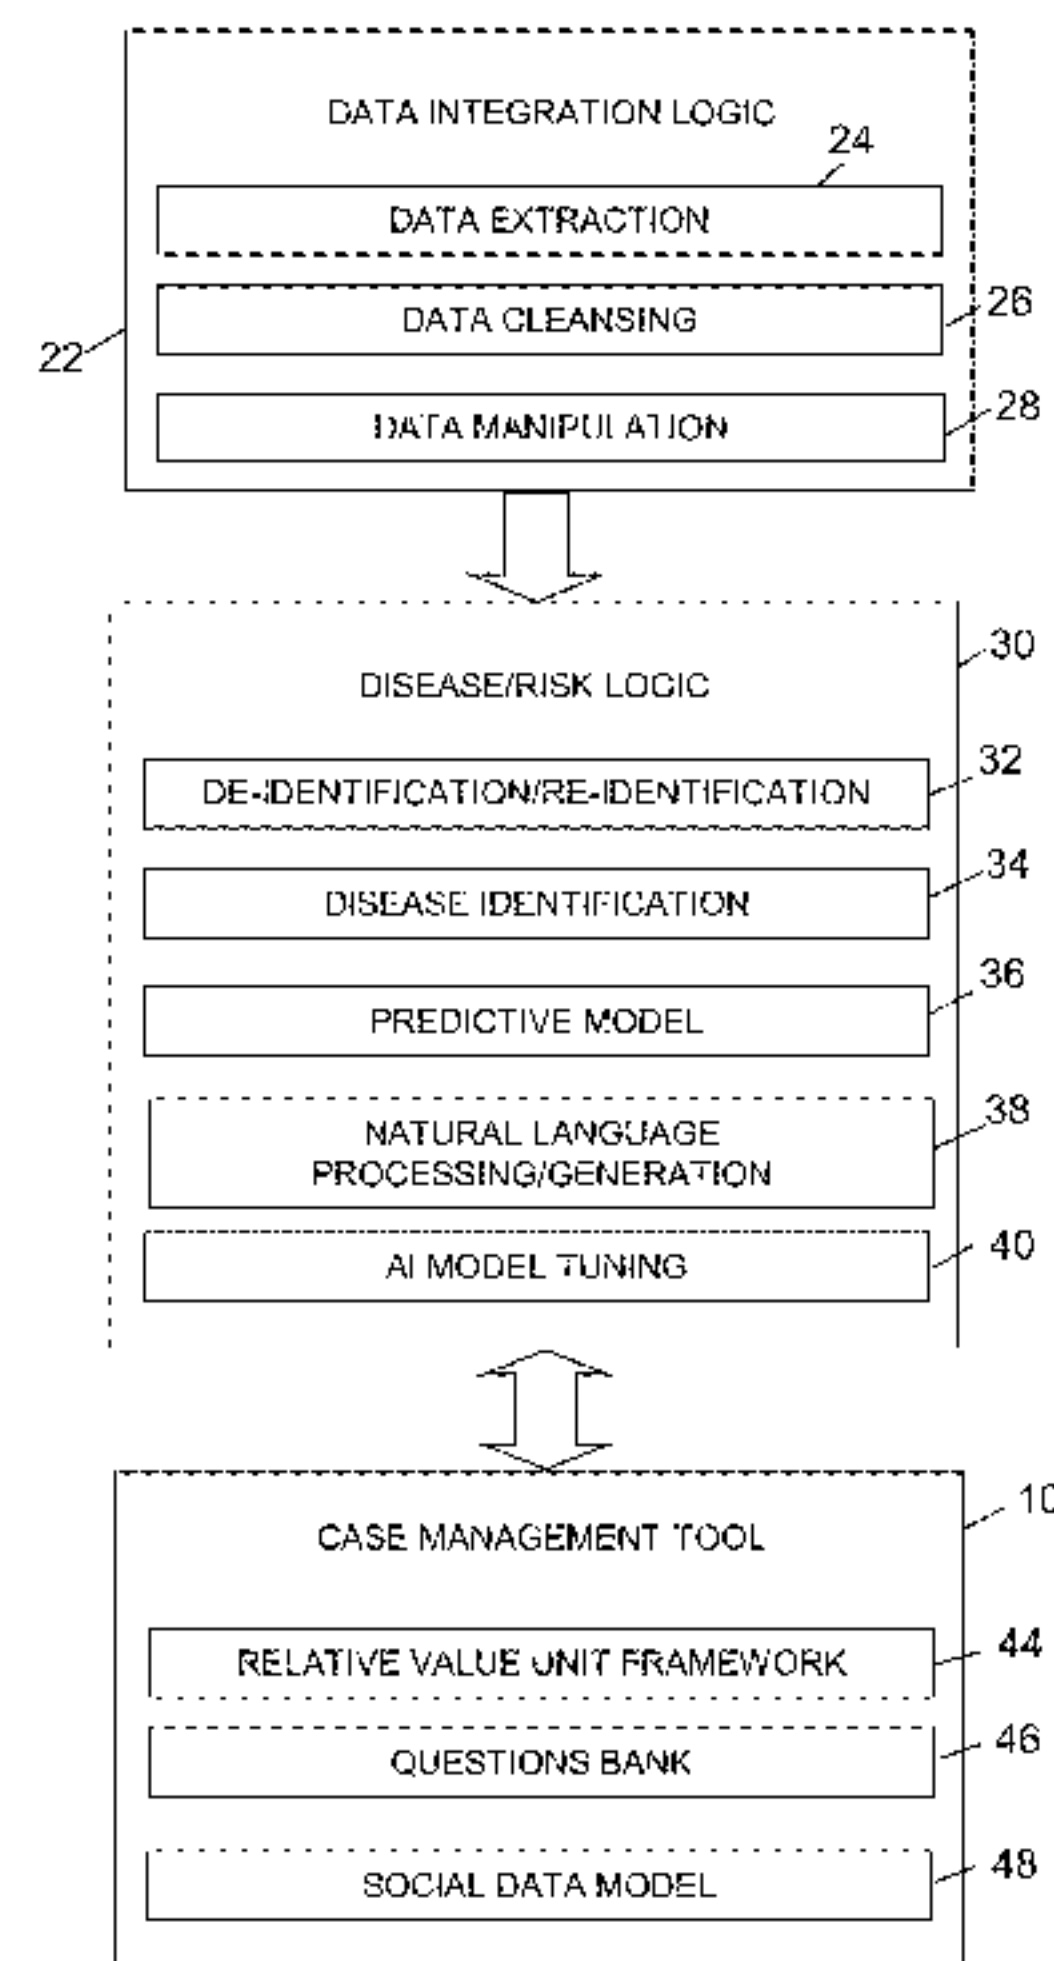 DATA INTEGRATION LOGIC
24
DATA EXTRACTION
26
DATA CLEANSING
22
28
DATA MANIPULATION
30
DISEASE/RISK LOGIC
32
DE-IDENTIFICATION/RE-IDENTIFICATION
34
DISEASE IDENTIFICATION
36
PREDICTIVE MODEL
38
NATURAL LANGUAGE
PROCESSING/GENERATION
40
AI MODEL TUNING
10
CASE MANAGEMENT TOOL
44
RELATIVE VALUE UNIT FRAMEWORK
46
QUESTIONS BANK
48
SOCIAL DATA MODEL